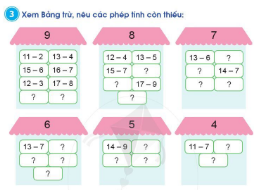 3 Xem Bảng trừ, nêu các phép tính còn thiếu:
9 8 7
11 – 2 13 – 4 12 – 4 13 – 5 13 – 6 ?
15 – 6 16 – 7 15 – 7 ? ? 14 – 7
12 – 3 17 – 8 ? 17 – 9 ? ?
? ? ?
6 5 4
13 – 7 ? 14 – 9 ? 11 – 7 ?
? ? ? ? ?
?